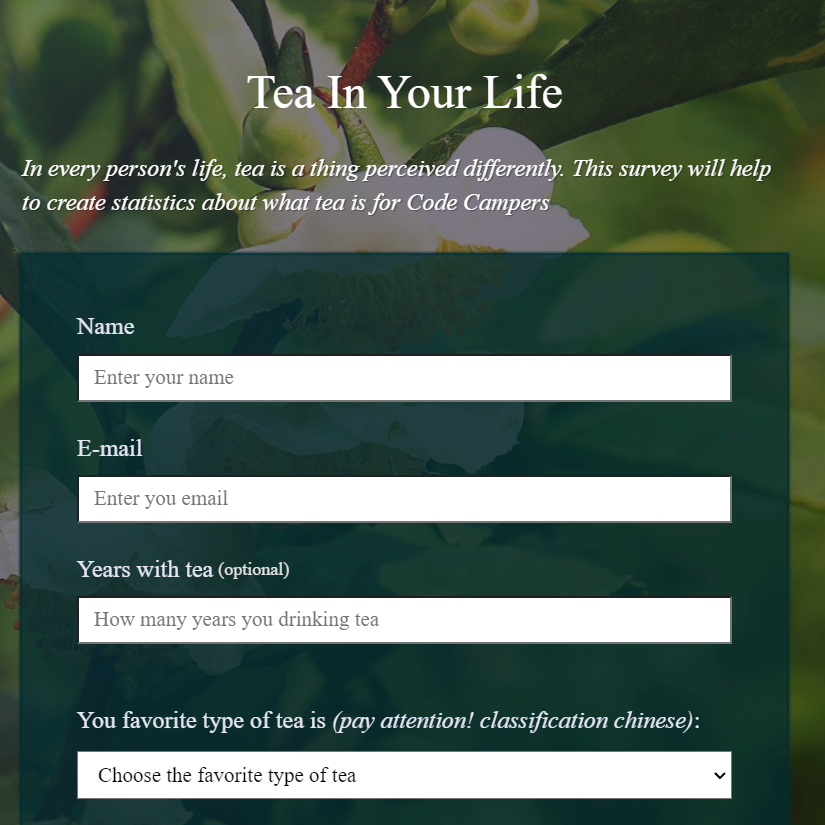 Tea In Your Life
In every person's life, tea is a thing perceived differently. This survey will help
to create statistics about what tea is for Code Campers
Name
Enter your name
E-mail
Enter you email
Years with tea (optional)
How many years you drinking tea
You favorite type of tea is (pay attention! classification chinese):
Choose the favorite type of tea